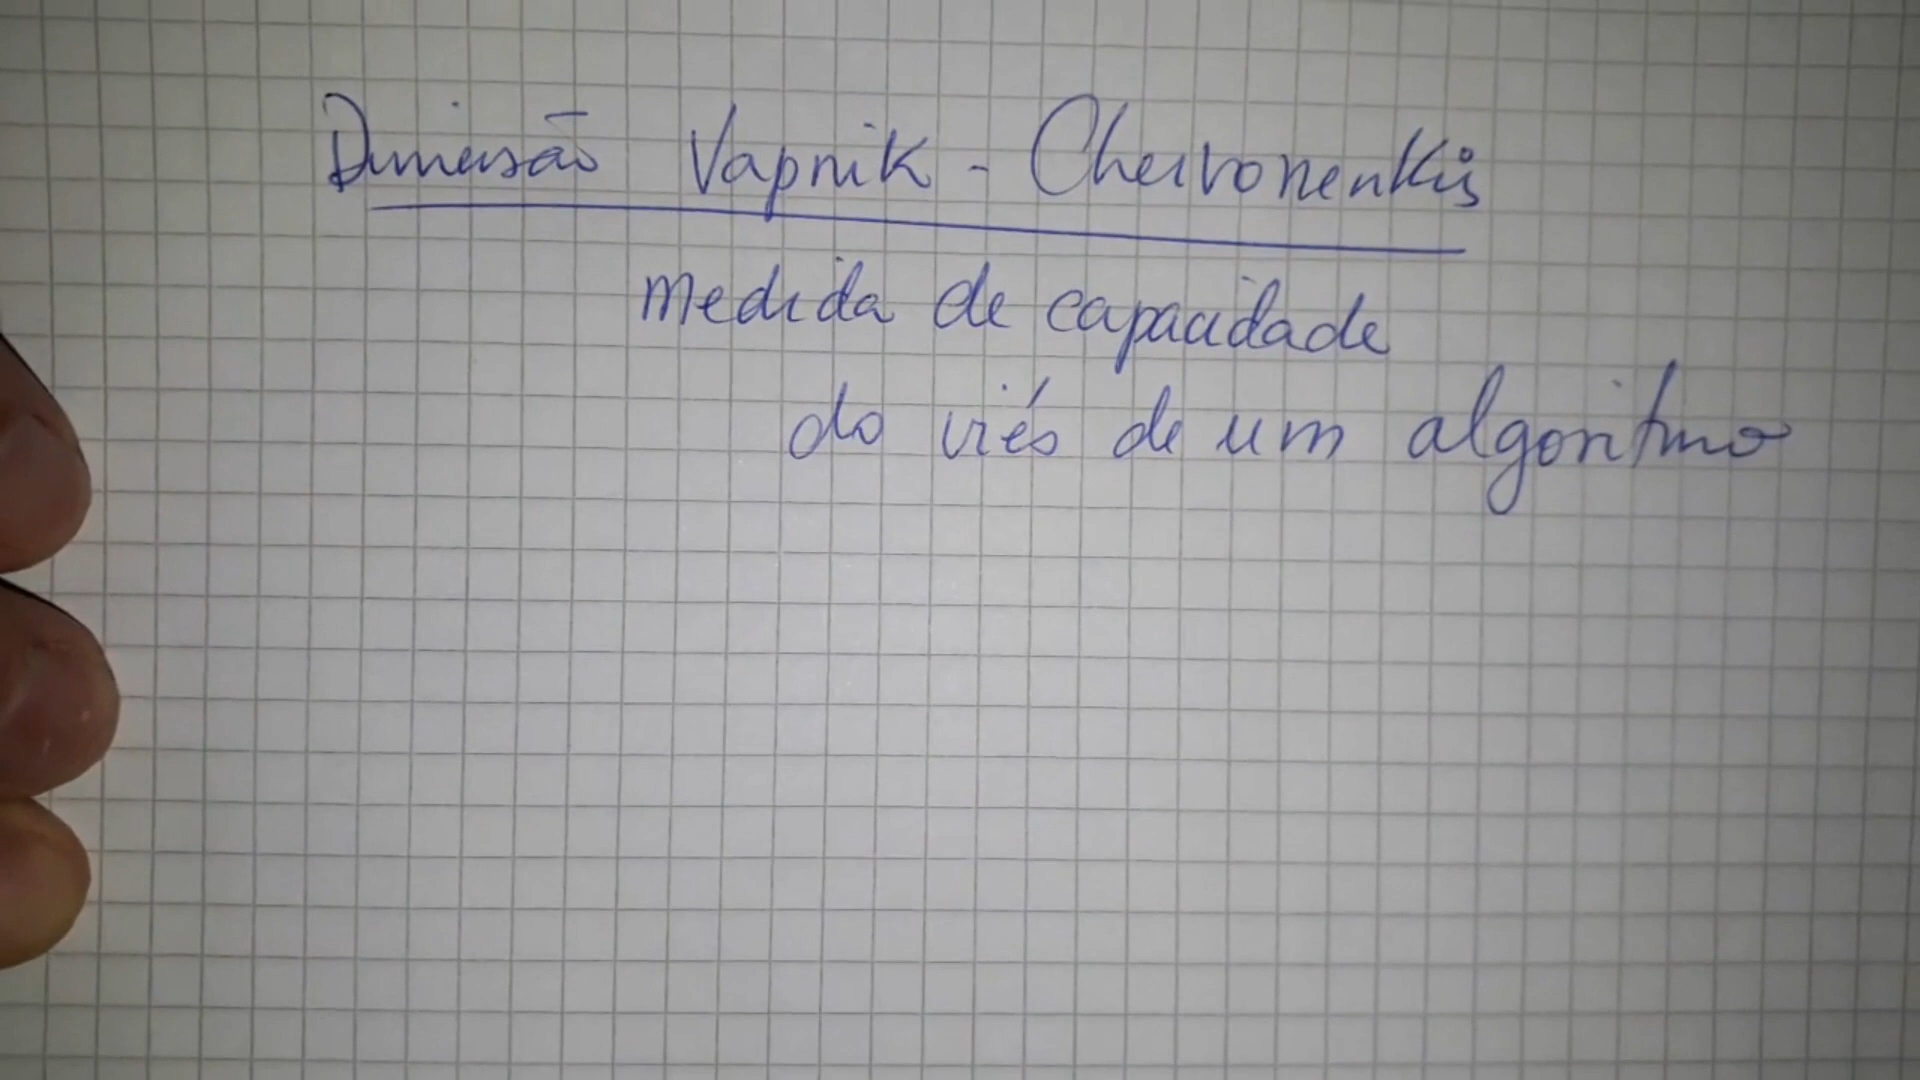 Dimensão Vapnik - Chervonenkis
medida de capacidade
do viés de um algoritmo